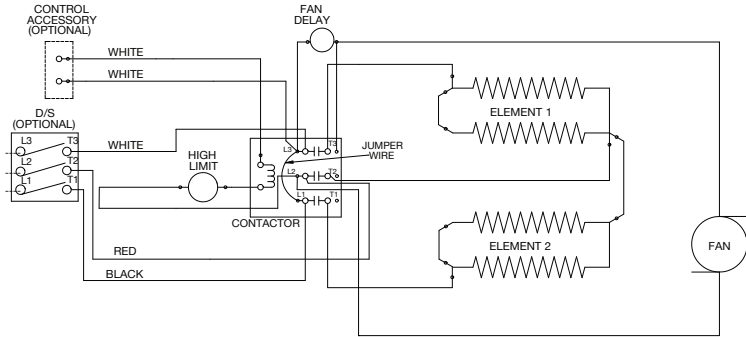 CONTROL
ACCESSORY
(OPTIONAL)
FAN
DELAY
WHITE
WHITE
D/S
(OPTIONAL)
L3 T3
L2 T2
L1 T1
WHITE
HIGH
LIMIT
L3 T3
L2 T2
L1 T1
JUMPER
WIRE
CONTACTOR
ELEMENT 1
ELEMENT 2
FAN
RED
BLACK